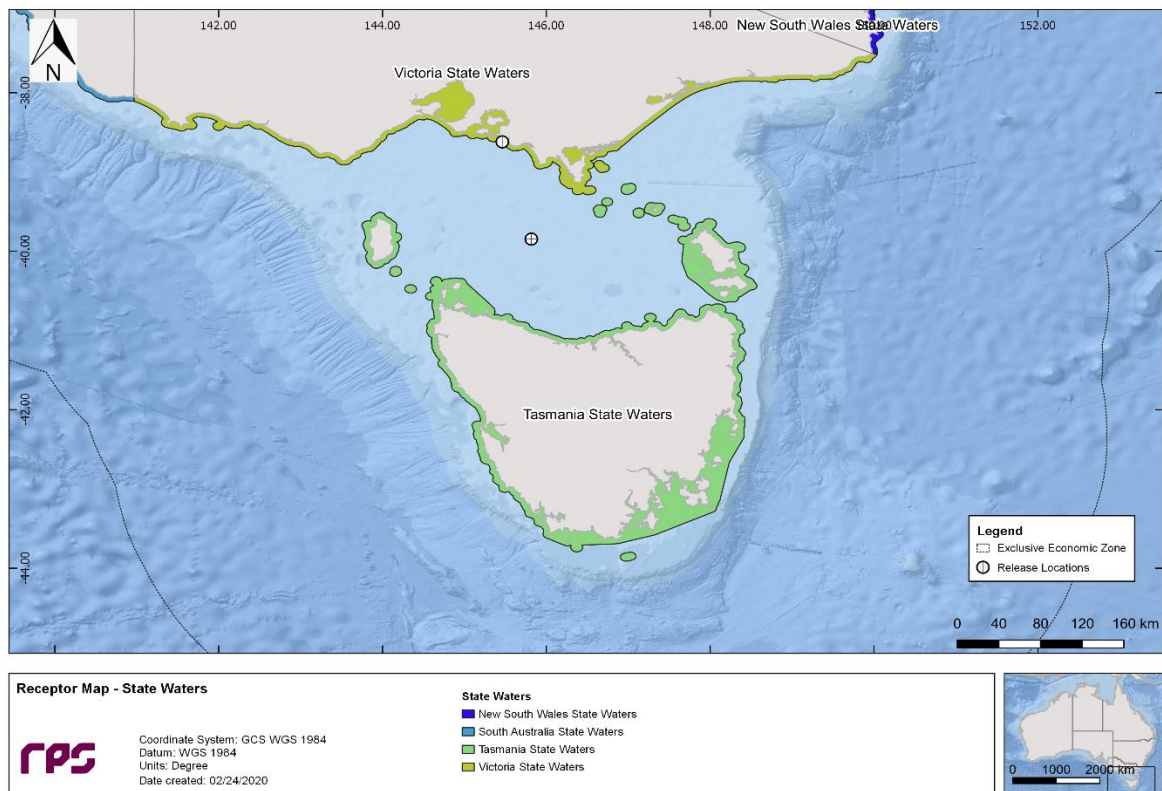 142.00
144.00
146.00
148.00
152.00
New South Wales State Waters
N
Victoria State Waters
-38.00
-40.00
-42.00
-44.00
Tasmania State Waters
Legend
Exclusive Economic Zone
Release Locations
0 40 80 120 160 km
Receptor Map - State Waters
rps
Coordinate System: GCS WGS 1984
Datum: WGS 1984
Units: Degree
Date created: 02/24/2020
State Waters
New South Wales State Waters
South Australia State Waters
Tasmania State Waters
Victoria State Waters
0 1000 2000 km